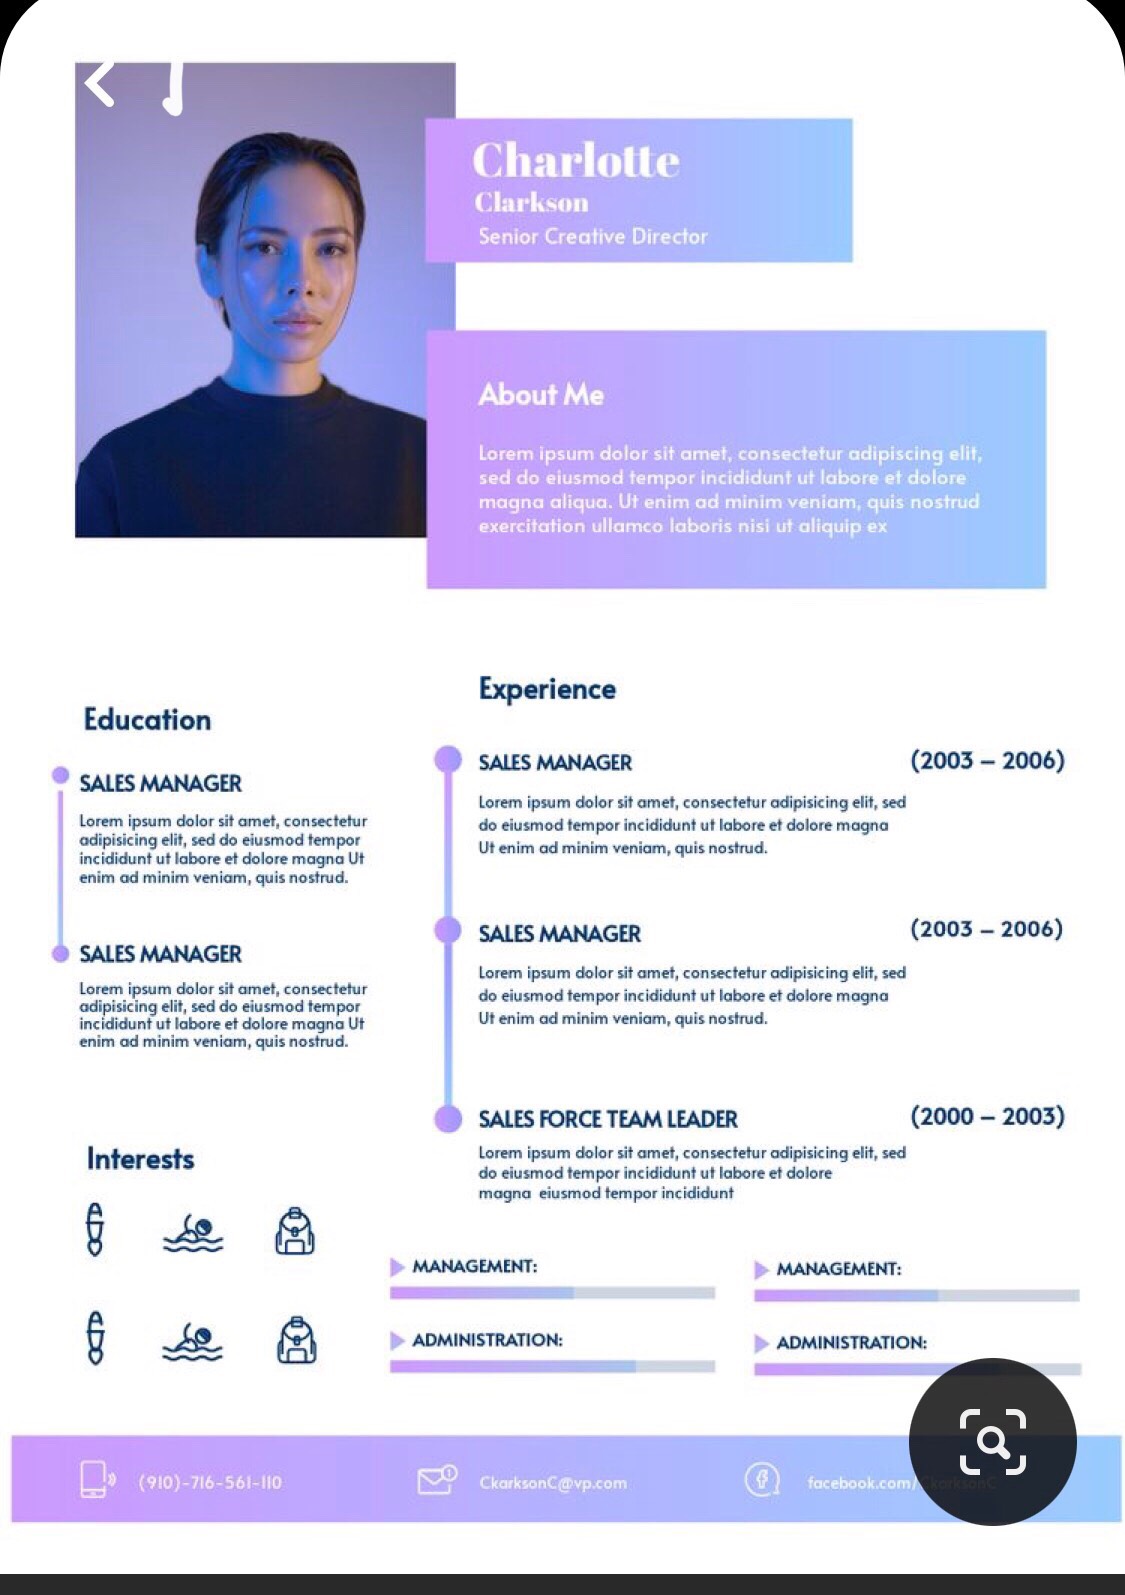 Charlotte
Clarkson
Senior Creative Director
About Me
Lorem ipsum dolor sit amet, consectetur adipiscing elit,
sed do eiusmod tempor incididunt ut labore et dolore
magna aliqua. Ut enim ad minim veniam, quis nostrud
exercitation ullamco laboris nisi ut aliquip ex
Education
SALES MANAGER
Lorem ipsum dolor sit amet, consectetur
adipisicing elit, sed do eiusmod tempor
incididunt ut labore et dolore magna Ut
enim ad minim veniam, quis nostrud.
SALES MANAGER
Lorem ipsum dolor sit amet, consectetur
adipisicing elit, sed do eiusmod tempor
incididunt ut labore et dolore magna Ut
enim ad minim veniam, quis nostrud.
Interests
Experience
SALES MANAGER (2003 – 2006)
Lorem ipsum dolor sit amet, consectetur adipisicing elit, sed
do eiusmod tempor incididunt ut labore et dolore magna
Ut enim ad minim veniam, quis nostrud.
SALES MANAGER (2003 – 2006)
Lorem ipsum dolor sit amet, consectetur adipisicing elit, sed
do eiusmod tempor incididunt ut labore et dolore magna
Ut enim ad minim veniam, quis nostrud.
SALES FORCE TEAM LEADER (2000 – 2003)
Lorem ipsum dolor sit amet, consectetur adipisicing elit, sed
do eiusmod tempor incididunt ut labore et dolore
magna eiusmod tempor incididunt
MANAGEMENT: MANAGEMENT:
ADMINISTRATION: ADMINISTRATION:
(910)-716-561-110 CkarksonC@vp.com facebook.com/CkarksonC